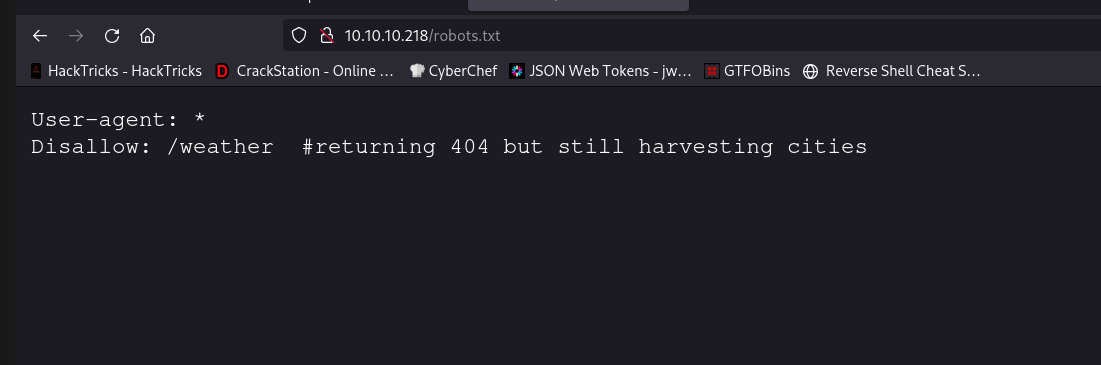 10.10.10.218/robots.txt
HackTricks - HackTricks CrackStation - Online ... CyberChef JSON Web Tokens - jw... GTFOBins Reverse Shell Cheat S...
User-agent: *
Disallow: /weather  #returning 404 but still harvesting cities